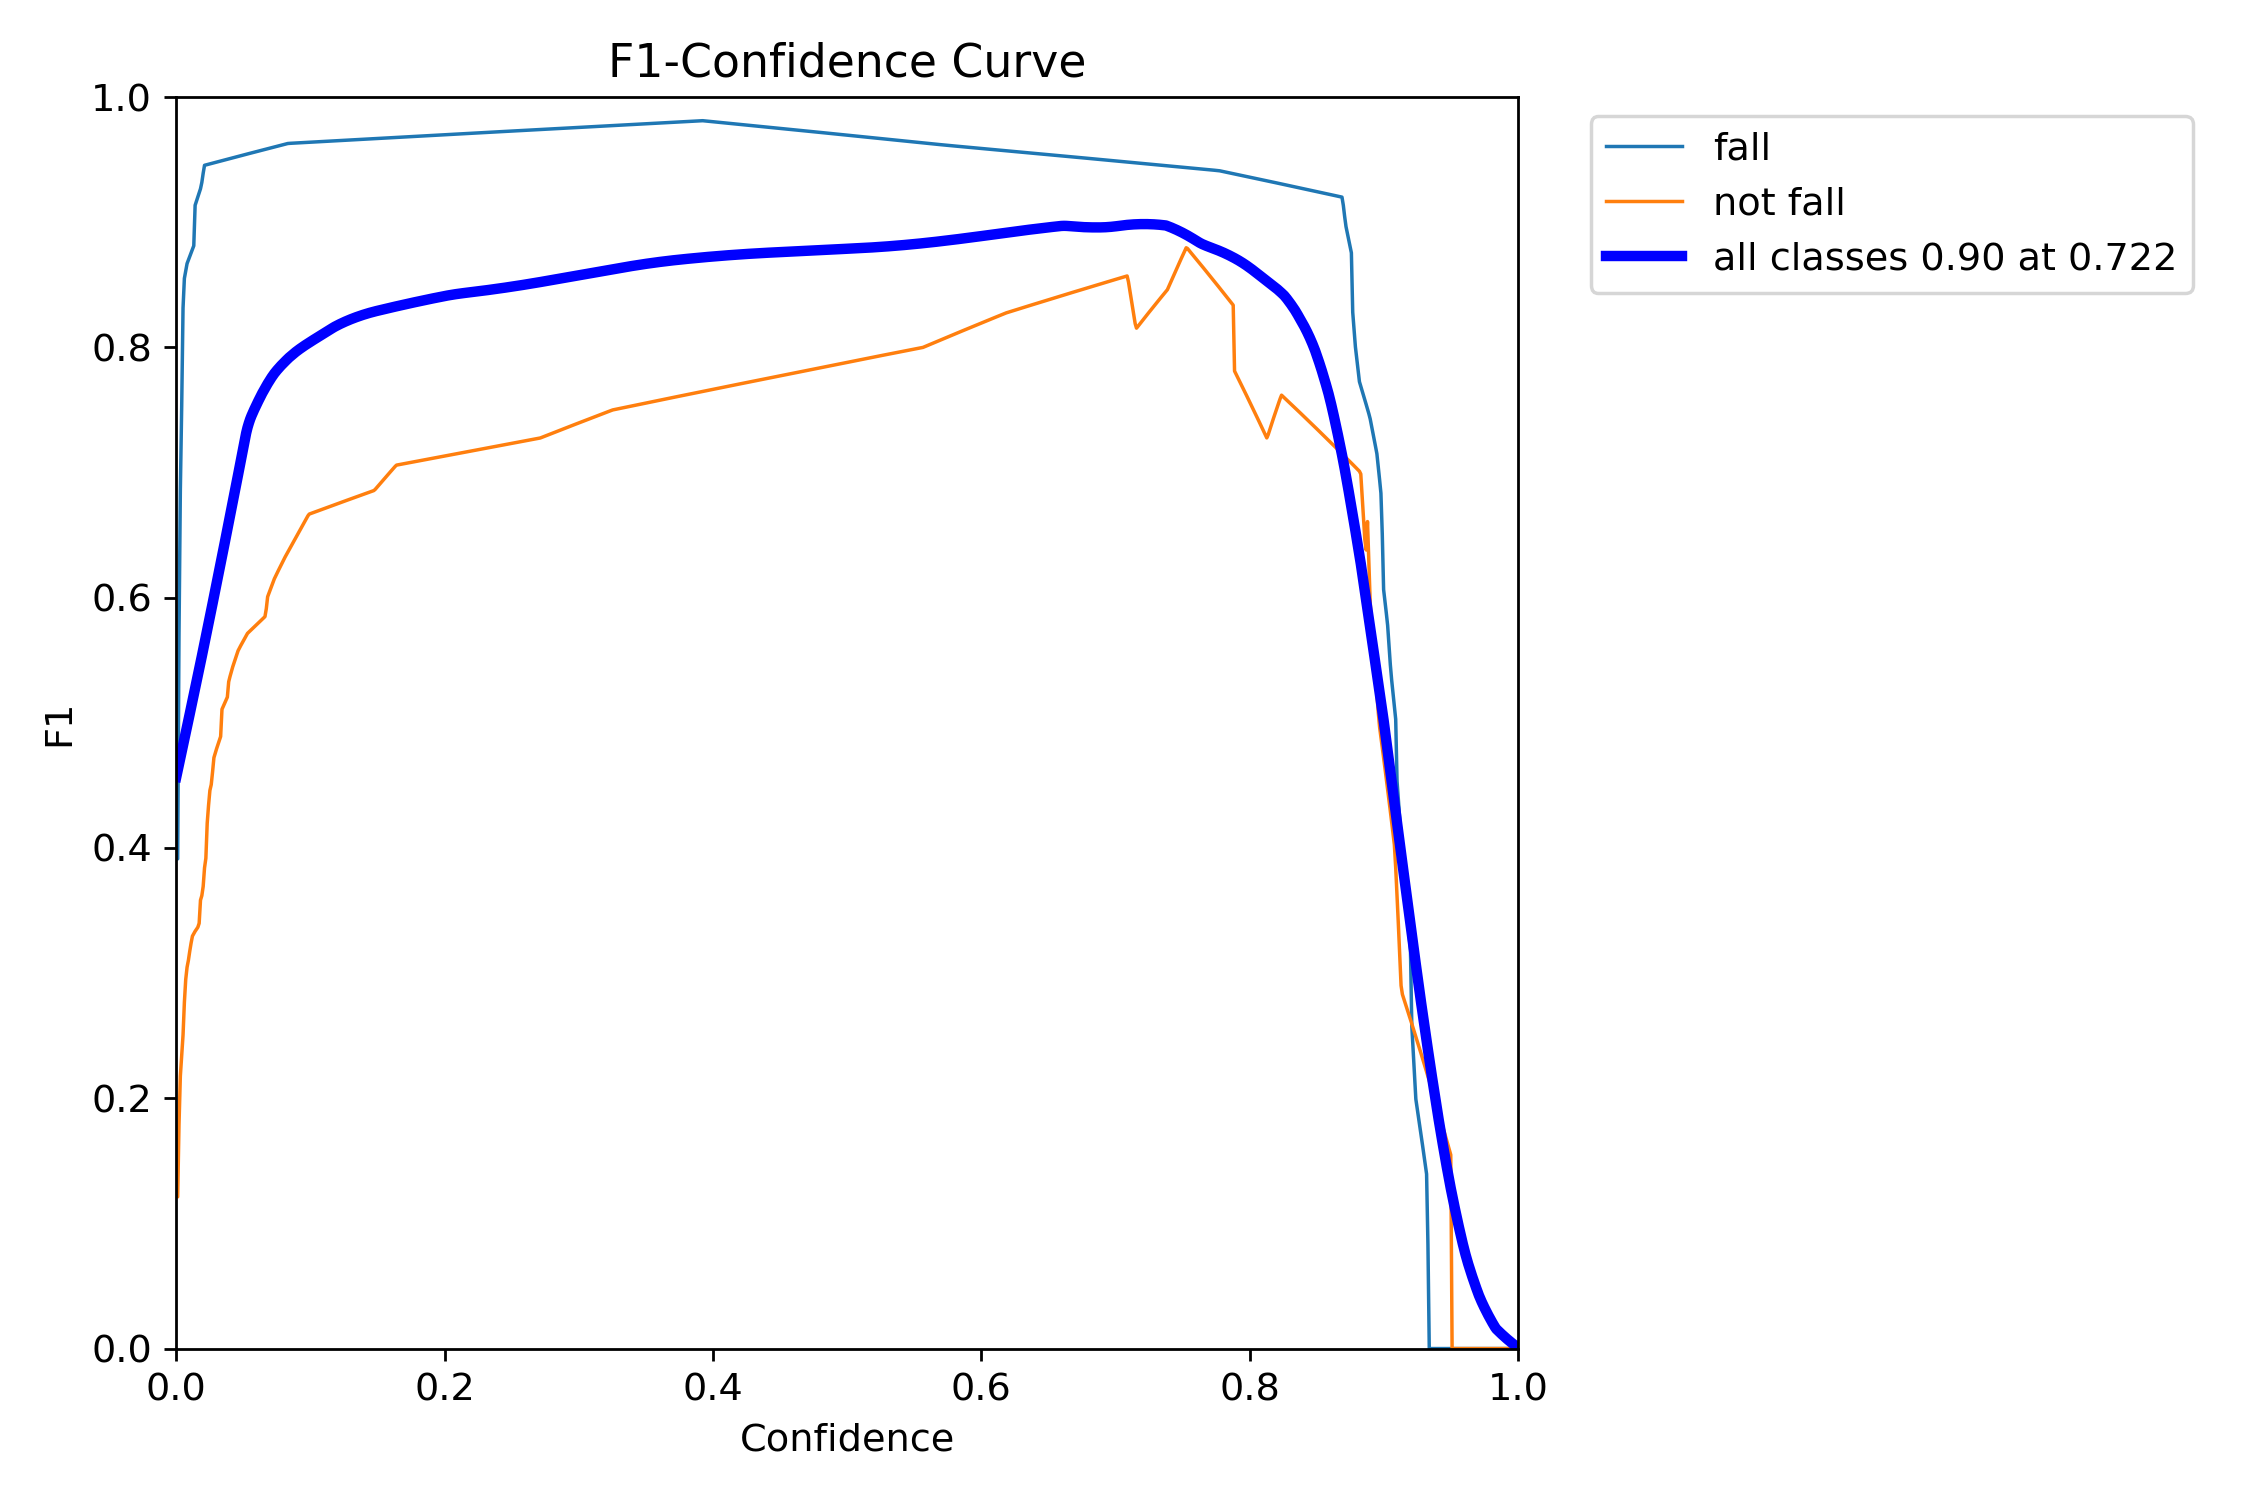 F1-Confidence Curve
1.0
0.8
0.6
0.4
0.2
0.0
F1
0.0 0.2 0.4 0.6 0.8 1.0
Confidence
fall
not fall
all classes 0.90 at 0.722